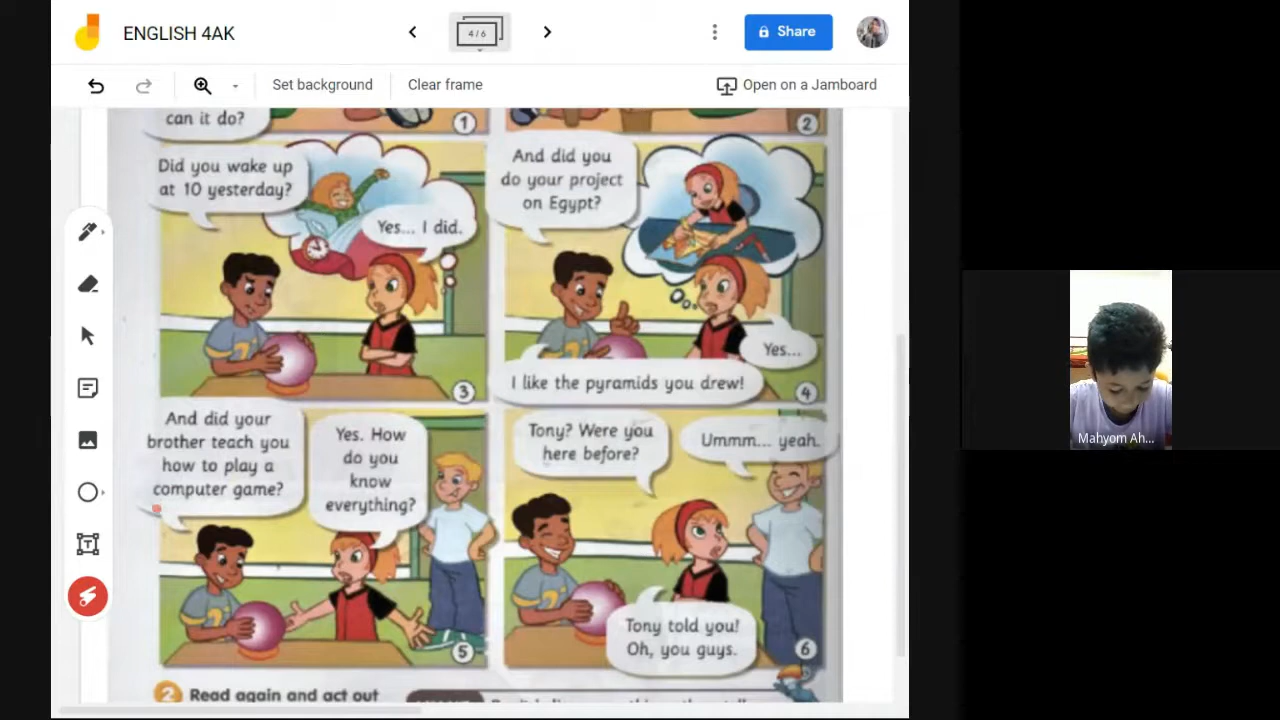 ENGLISH 4AK
4 / 6
Share
Set background
Clear frame
Open on a Jamboard
can it do?
1
2
Did you wake up
at 10 yesterday?
Yes... I did.
3
And did you
do your project
on Egypt?
Yes...
I like the pyramids you drew!
4
And did your
brother teach you
how to play a
computer game?
Yes. How
do you
know
everything?
5
Tony? Were you
here before?
Ummm... yeah.
Tony told you!
Oh, you guys.
6
2 Read again and act out
Mahyom Ah...